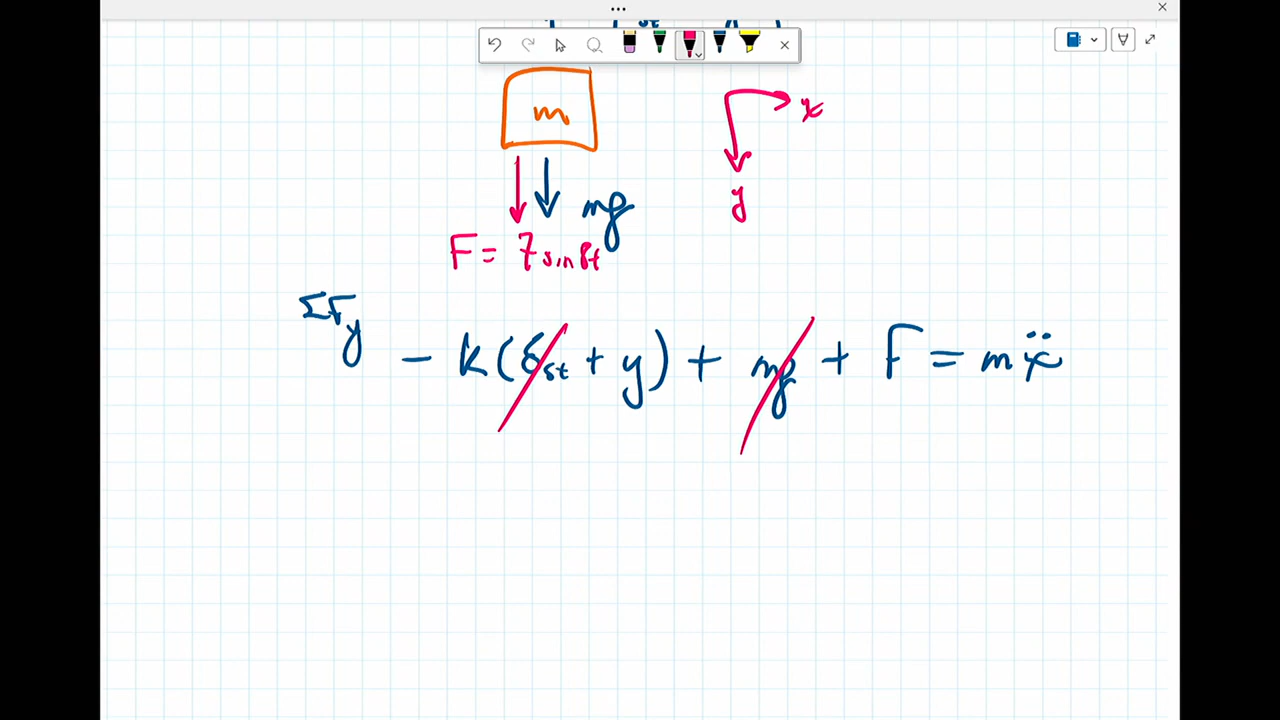 m
x
y
mg
F = 7 sin 8t
ΣFy
- k(δst + y) + mg + F = mẍ